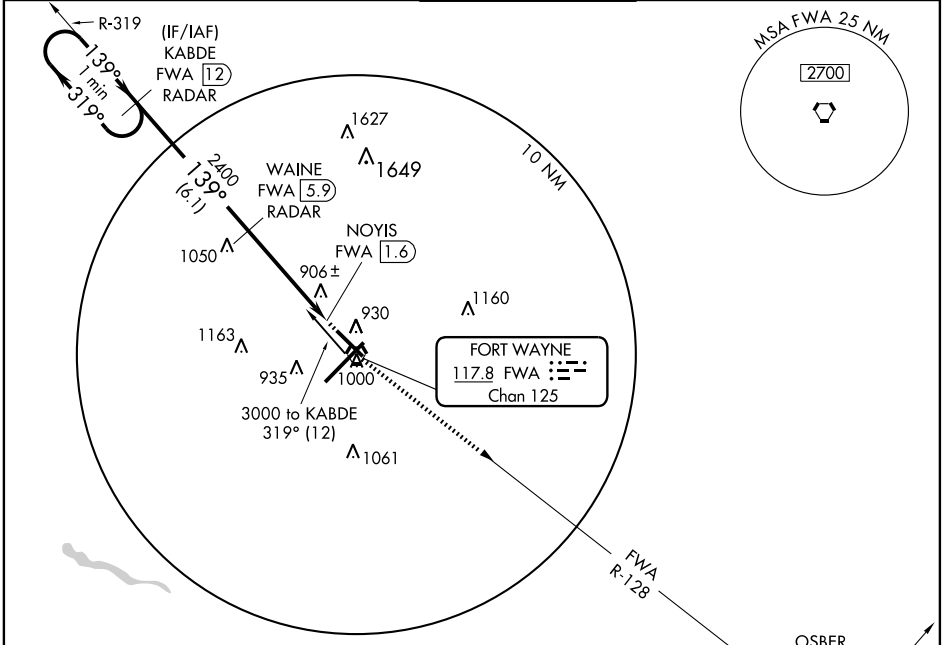 R-319
(IF/IAF)
KABDE
FWA 12
RADAR
139°
1 min
319°
MSA FWA 25 NM
2700
1627
1649
10 NM
2400
139°
(6.1)
WAINE
FWA 5.9
RADAR
1050
NOYIS
FWA 1.6
906±
930
1160
1163
935
1000
FORT WAYNE
117.8 FWA
Chan 125
3000 to KABDE
319° (12)
1061
FWA
R-128
OSBER